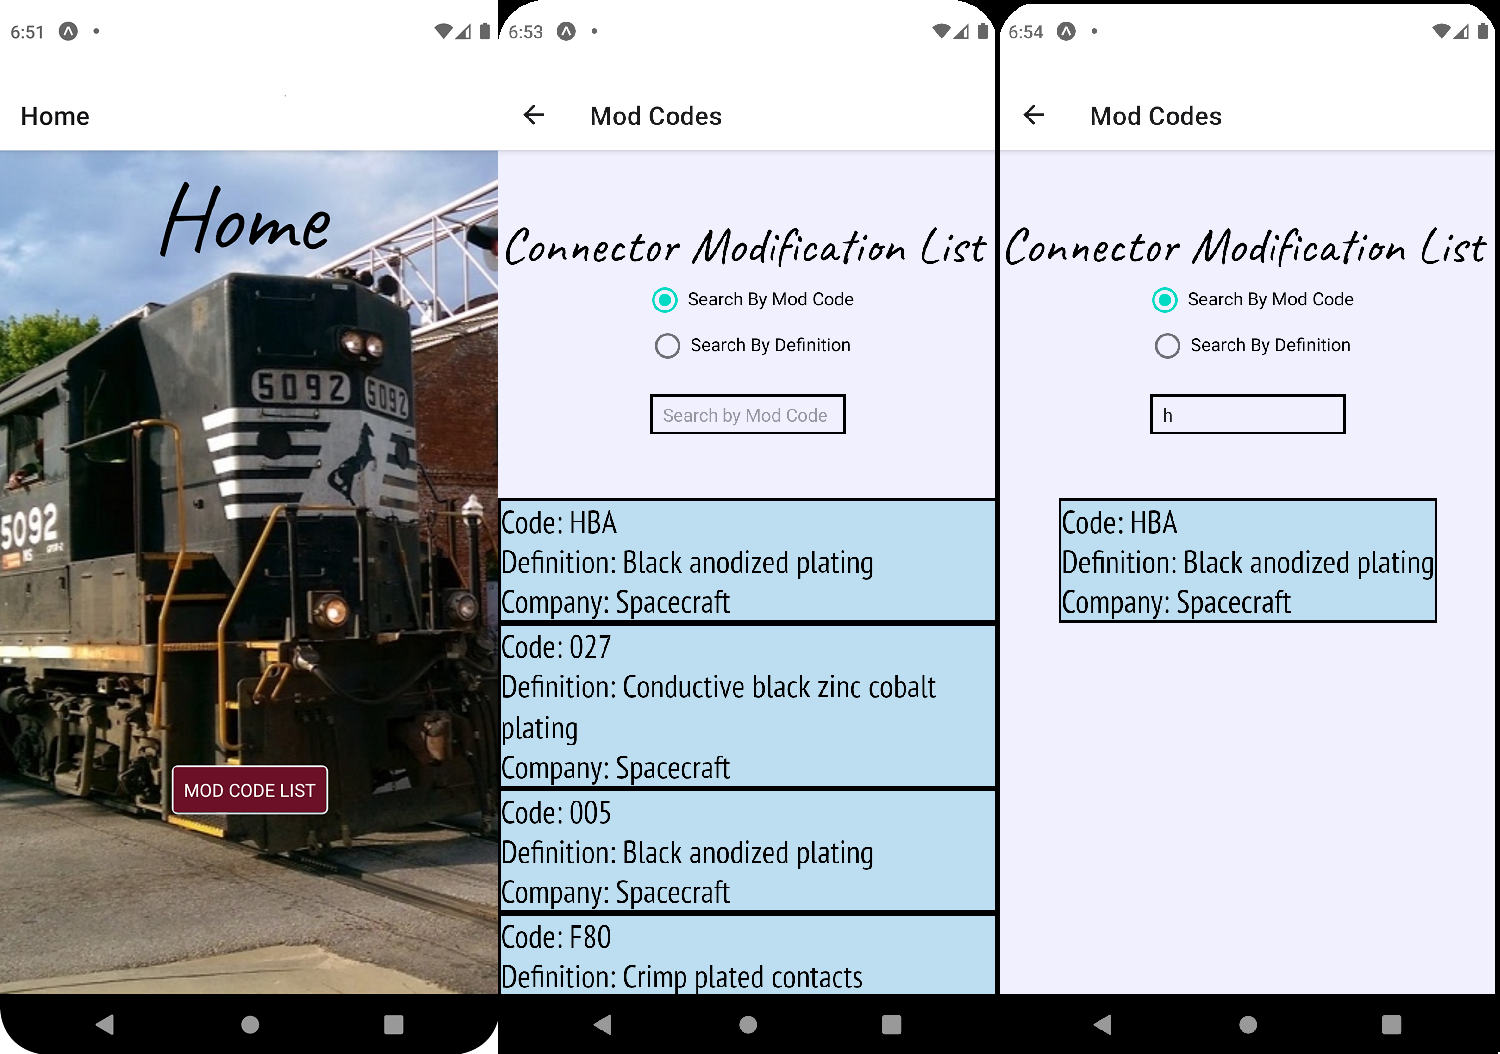 6:51
Home
Home
5092
5092
5092
NS
MOD CODE LIST
6:53
Mod Codes
Connector Modification List
Search By Mod Code
Search By Definition
Search by Mod Code
Code: HBA
Definition: Black anodized plating
Company: Spacecraft
Code: 027
Definition: Conductive black zinc cobalt
plating
Company: Spacecraft
Code: 005
Definition: Black anodized plating
Company: Spacecraft
Code: F80
Definition: Crimp plated contacts
6:54
Mod Codes
Connector Modification List
Search By Mod Code
Search By Definition
h
Code: HBA
Definition: Black anodized plating
Company: Spacecraft